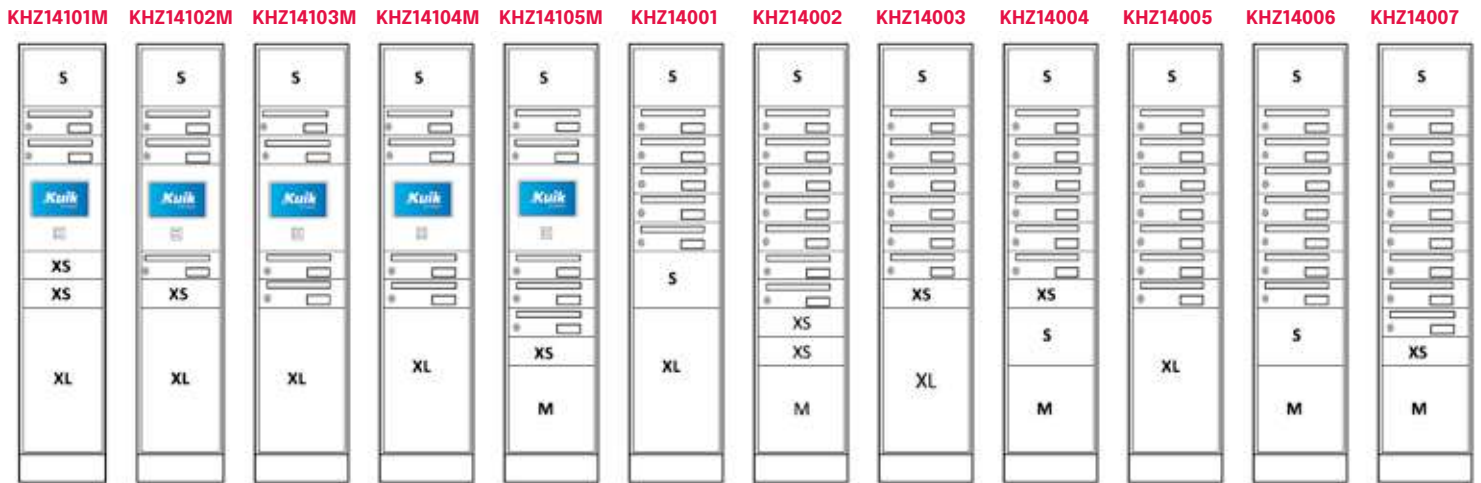 KHZ14101M KHZ14102M KHZ14103M KHZ14104M KHZ14105M KHZ14001 KHZ14002 KHZ14003 KHZ14004 KHZ14005 KHZ14006 KHZ14007
S S S S S S S S S S S S
Kuik Kuik Kuik Kuik Kuik
XS S
XS XS XS XS
XS S S
XS XS
XL XL XL XL XL XL XL
M M M M M